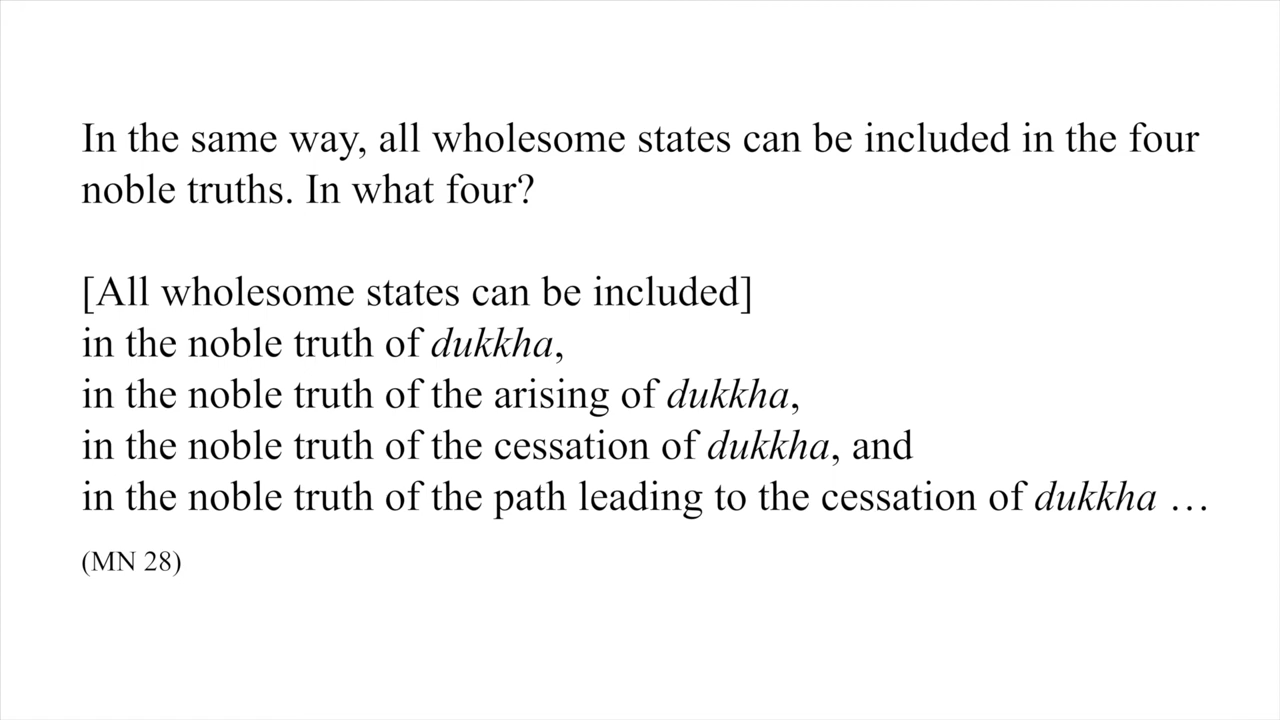 In the same way, all wholesome states can be included in the four
noble truths. In what four?
[All wholesome states can be included]
in the noble truth of dukkha,
in the noble truth of the arising of dukkha,
in the noble truth of the cessation of dukkha, and
in the noble truth of the path leading to the cessation of dukkha …
(MN 28)